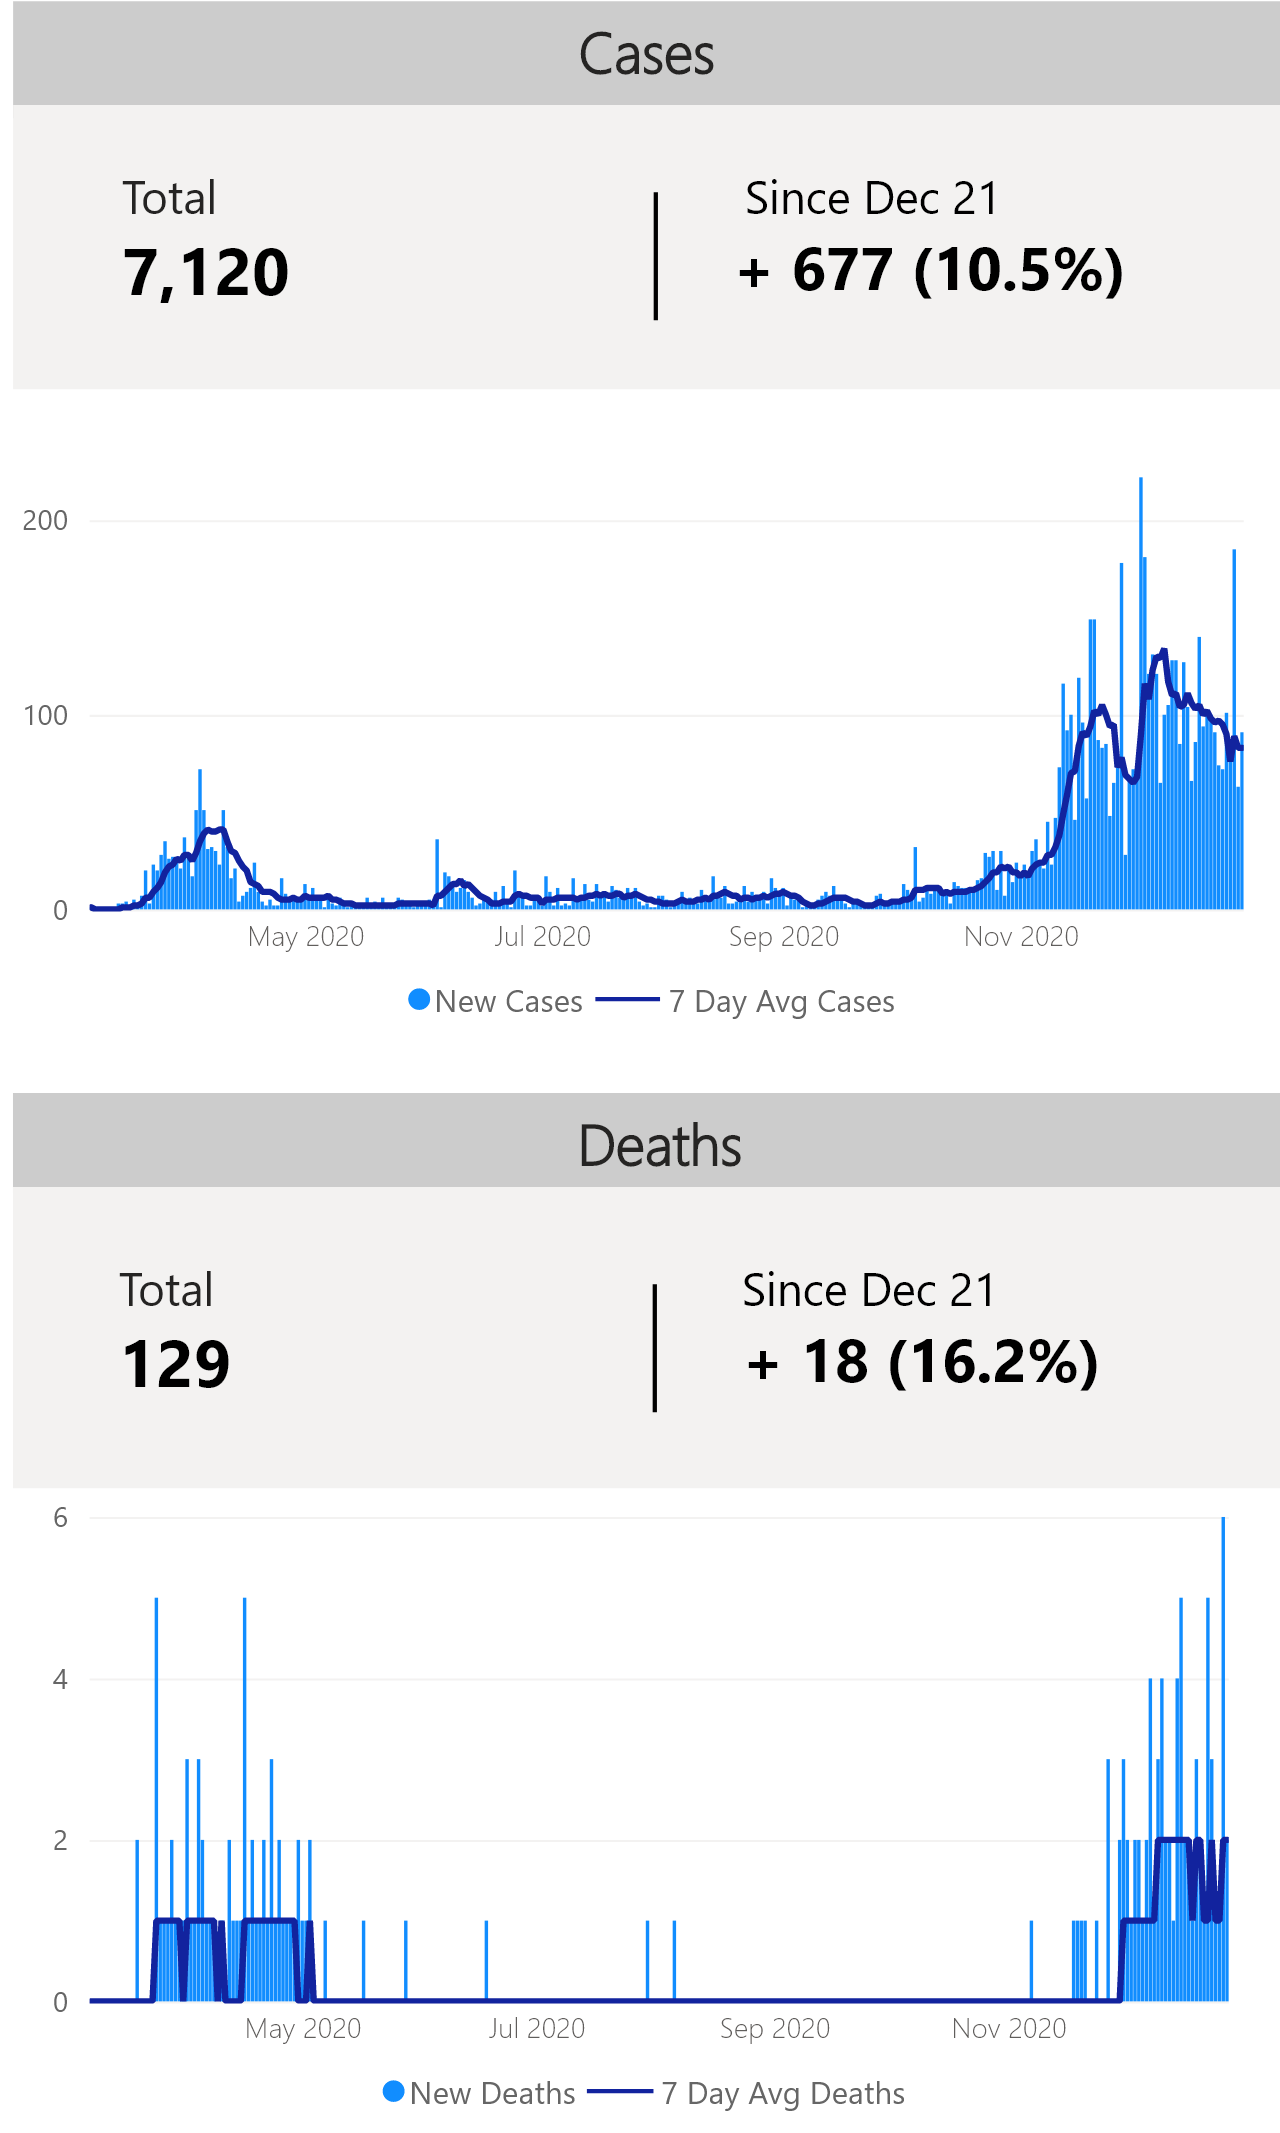 Cases
Total
Since Dec 21
7,120
+ 677 (10.5%)
200
100
0
May 2020
Jul 2020
Sep 2020
Nov 2020
New Cases
7 Day Avg Cases
Deaths
Total
Since Dec 21
129
+ 18 (16.2%)
6
4
2
0
May 2020
Jul 2020
Sep 2020
Nov 2020
New Deaths
7 Day Avg Deaths